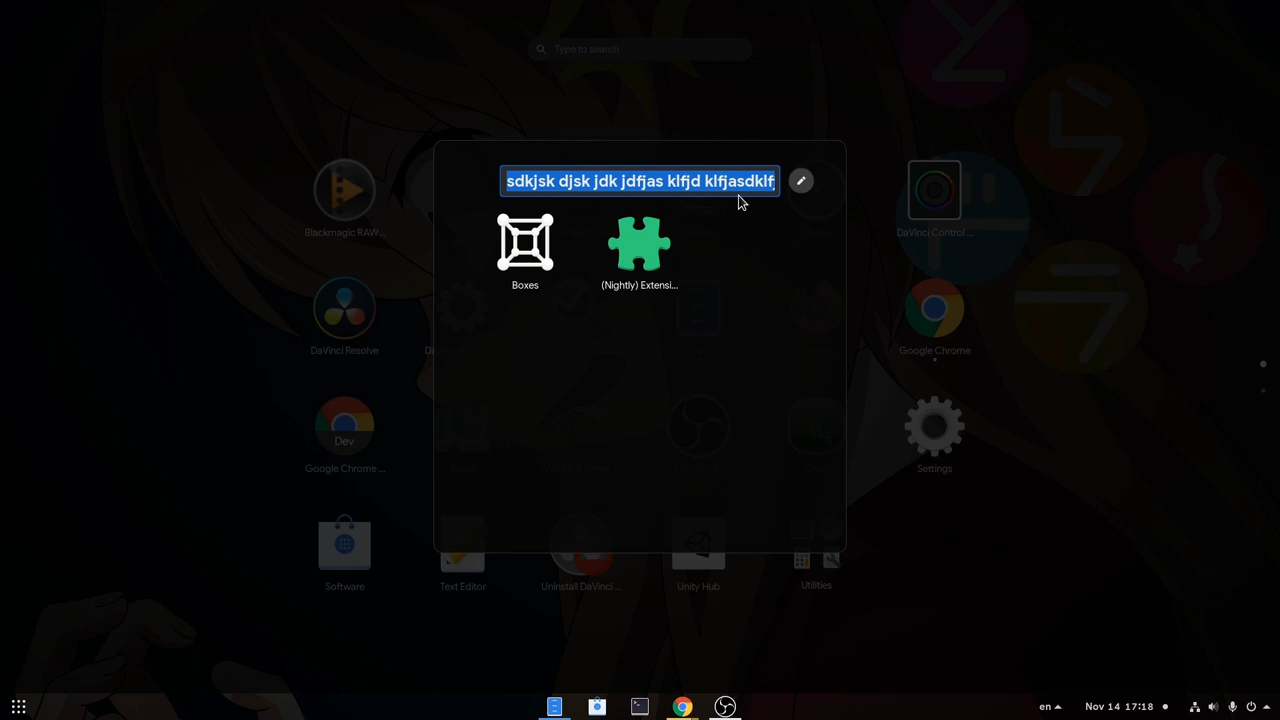 Type to search
sdkjsk djsk jdk jdfjas klfjd klfjasdklf
Boxes
(Nightly) Extensi...
Blackmagic RAW...
DaVinci Control ...
DaVinci Resolve
Google Chrome
Dev
Google Chrome ...
Settings
Software
Text Editor
Uninstall DaVinci ...
Unity Hub
Utilities
en
Nov 14 17:18